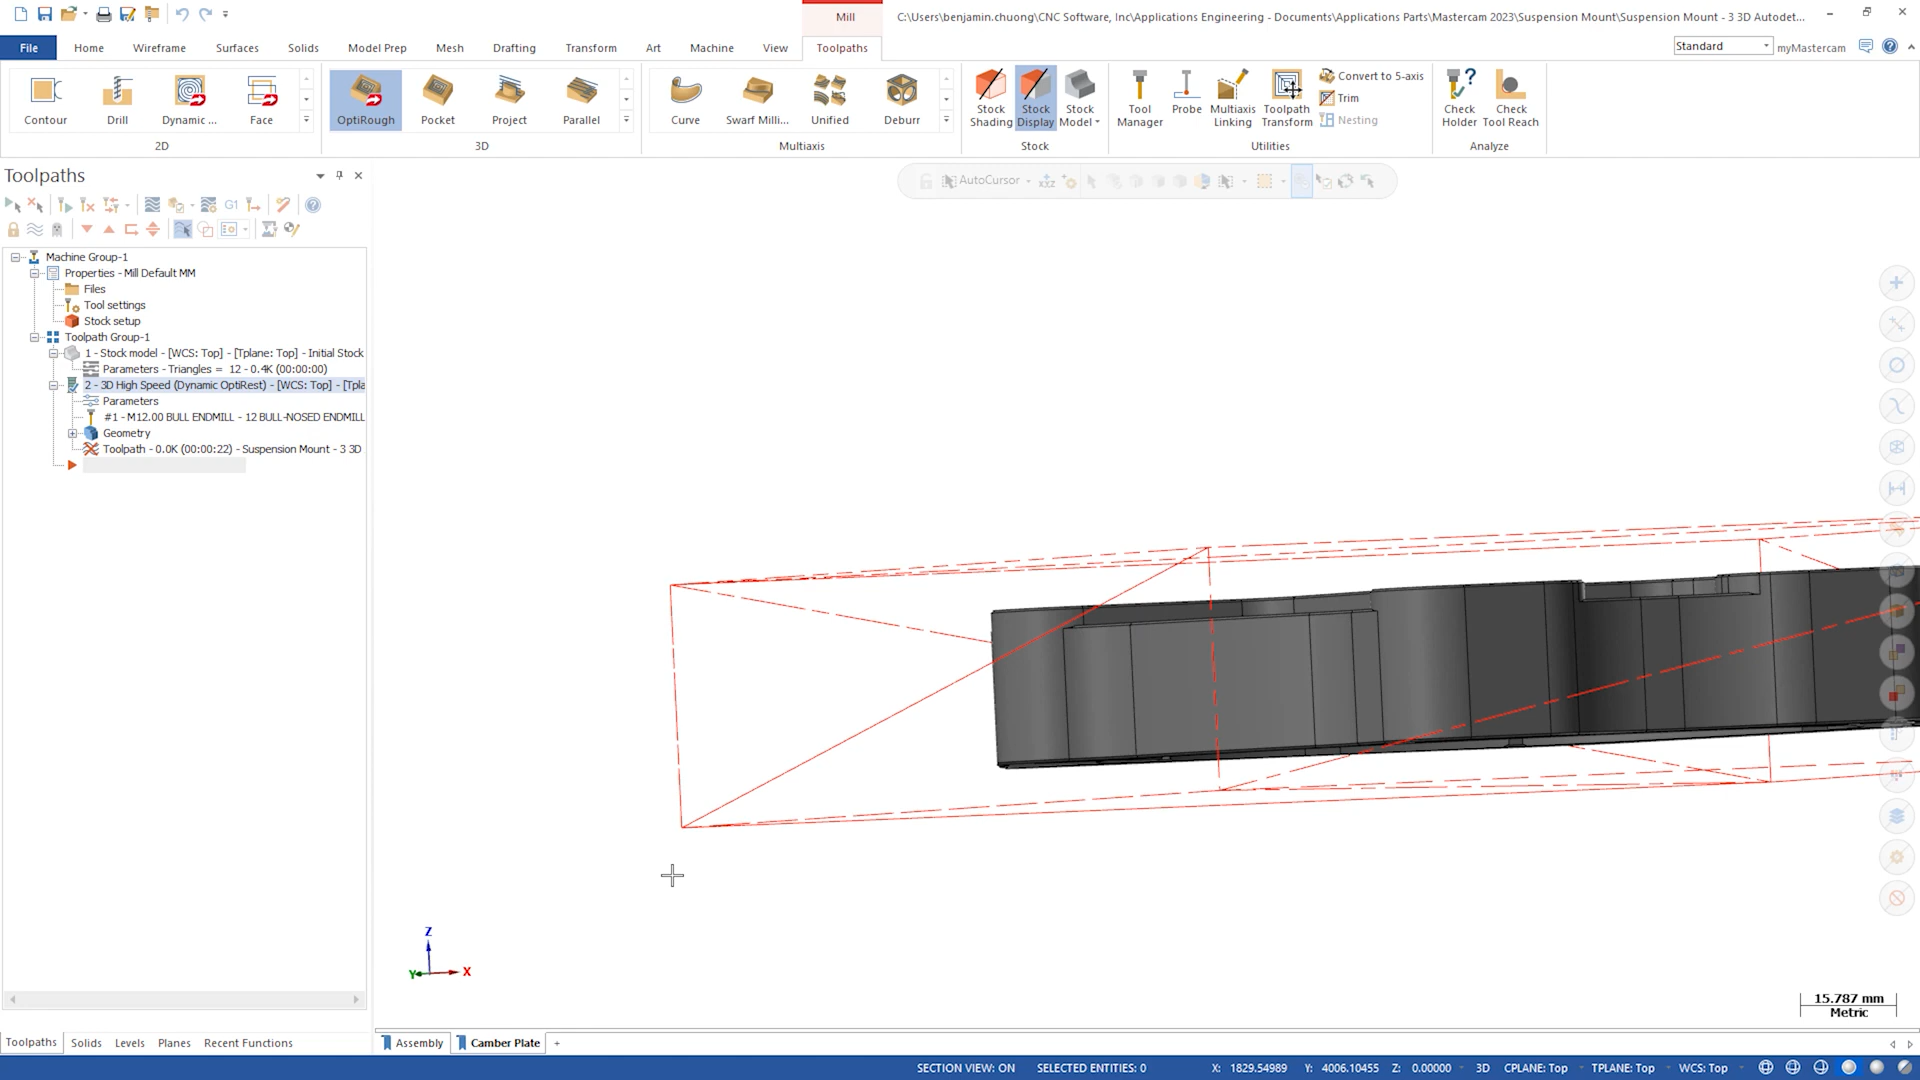 Mill
C:\Users\benjamin.chuong\CNC Software, Inc\Applications Engineering - Documents\Applications Parts\Mastercam 2023\Suspension Mount\Suspension Mount - 3 3D Autodet...
File
Home
Wireframe
Surfaces
Solids
Model Prep
Mesh
Drafting
Transform
Art
Machine
View
Toolpaths
Standard
myMastercam
Contour
Drill
Dynamic ...
Face
OptiRough
Pocket
Project
Parallel
Curve
Swarf Milli...
Unified
Deburr
Stock Shading
Stock Display
Stock Model
Tool Manager
Probe
Multiaxis Linking
Toolpath Transform
Convert to 5-axis
Trim
Nesting
Check Holder
Check Tool Reach
2D
3D
Multiaxis
Stock
Utilities
Analyze
Toolpaths
AutoCursor
G1
Machine Group-1
Properties - Mill Default MM
Files
Tool settings
Stock setup
Toolpath Group-1
1 - Stock model - [WCS: Top] - [Tplane: Top] - Initial Stock
Parameters - Triangles = 12 - 0.4K (00:00:00)
2 - 3D High Speed (Dynamic OptiRest) - [WCS: Top] - [Tpla
Parameters
#1 - M12.00 BULL ENDMILL - 12 BULL-NOSED ENDMILL
Geometry
Toolpath - 0.0K (00:00:22) - Suspension Mount - 3 3D
Z
Y
X
15.787 mm
Metric
Toolpaths
Solids
Levels
Planes
Recent Functions
Assembly
Camber Plate
+
SECTION VIEW: ON
SELECTED ENTITIES: 0
X: 1829.54989
Y: 4006.10455
Z: 0.00000
3D
CPLANE: Top
TPLANE: Top
WCS: Top